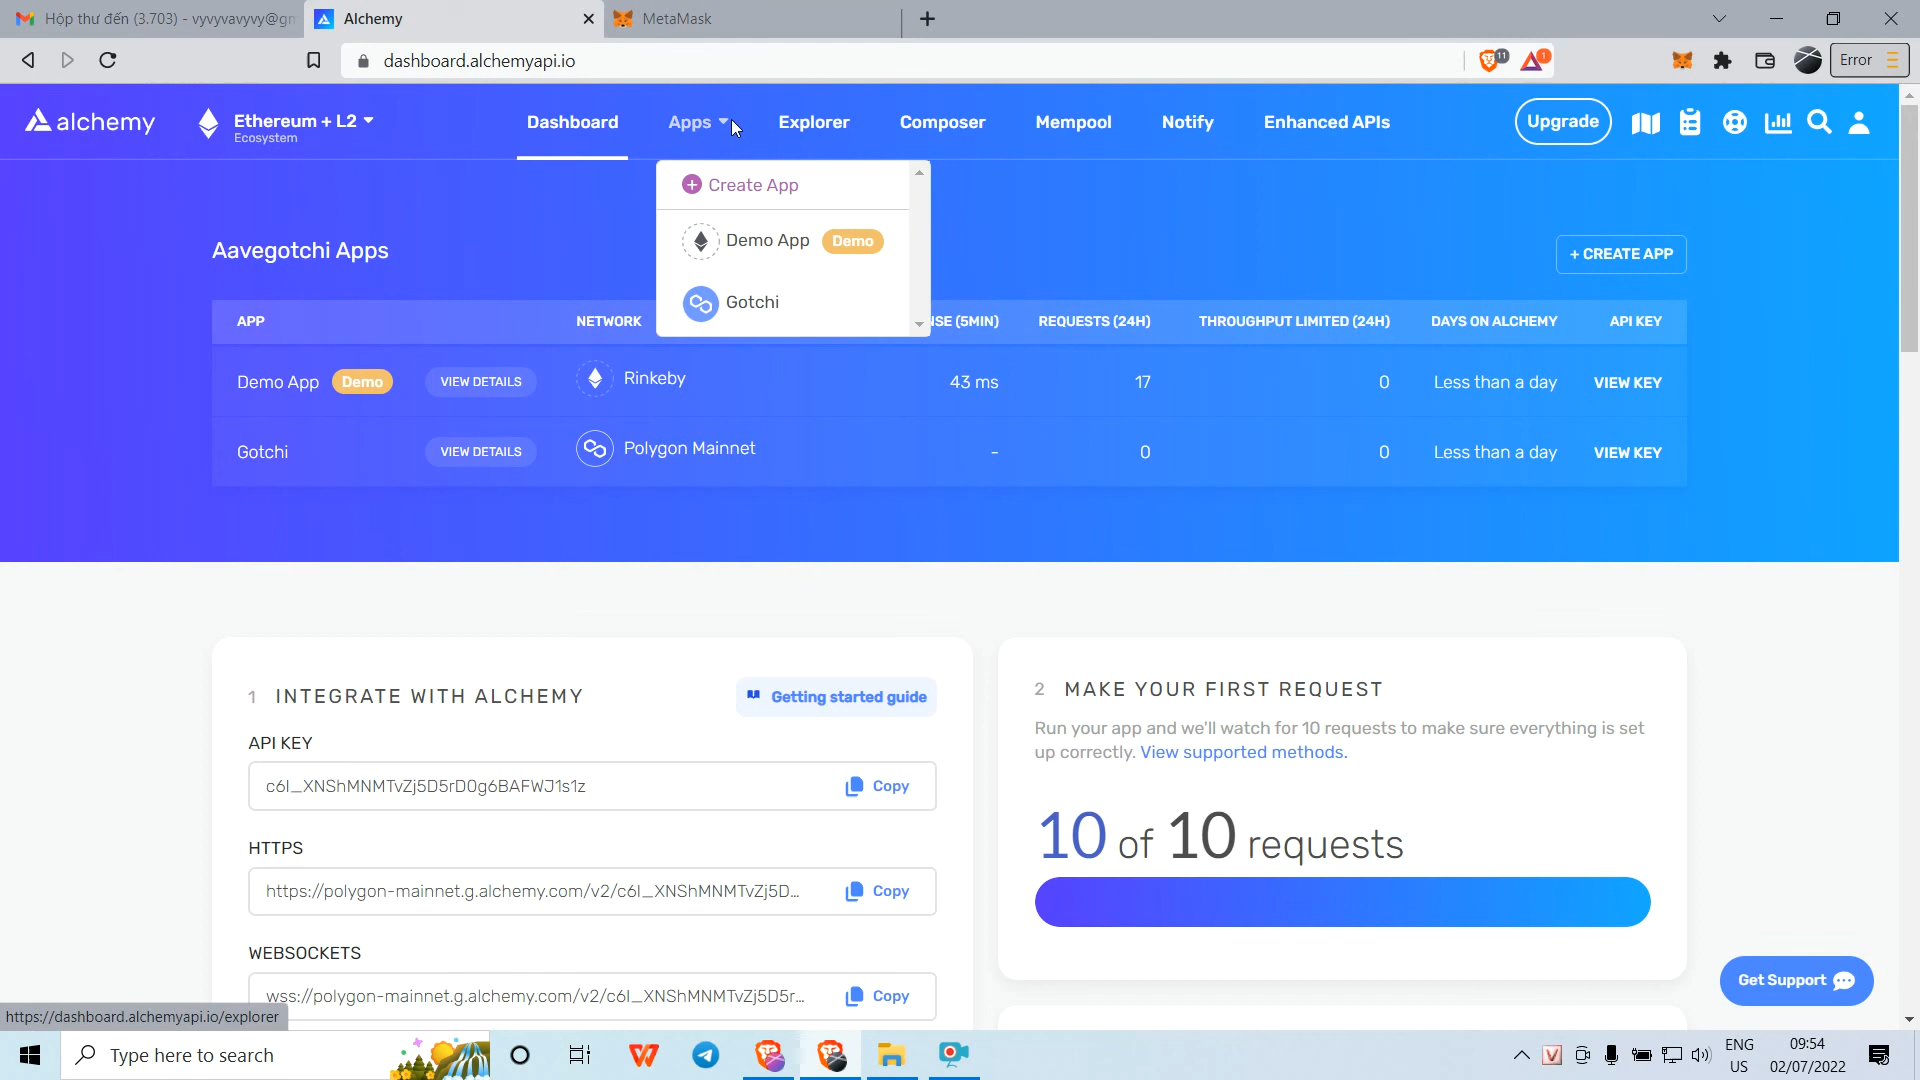 Hộp thư đến (3.703) - vyvyvavyvy@gm
Alchemy
MetaMask
dashboard.alchemyapi.io
11
1
Error
alchemy
Ethereum + L2
Ecosystem
Dashboard
Apps
Explorer
Composer
Mempool
Notify
Enhanced APIs
Upgrade
Create App
Demo App Demo
Gotchi
Aavegotchi Apps
+ CREATE APP
APP NETWORK NSE (5MIN) REQUESTS (24H) THROUGHPUT LIMITED (24H) DAYS ON ALCHEMY API KEY
Demo App Demo VIEW DETAILS Rinkeby 43 ms 17 0 Less than a day VIEW KEY
Gotchi VIEW DETAILS Polygon Mainnet - 0 0 Less than a day VIEW KEY
1 INTEGRATE WITH ALCHEMY
Getting started guide
API KEY
c6I_XNShMNMTvZj5D5rD0g6BAFWJ1s1z Copy
HTTPS
https://polygon-mainnet.g.alchemy.com/v2/c6I_XNShMNMTvZj5D... Copy
WEBSOCKETS
wss://polygon-mainnet.g.alchemy.com/v2/c6I_XNShMNMTvZj5D5r... Copy
2 MAKE YOUR FIRST REQUEST
Run your app and we'll watch for 10 requests to make sure everything is set
up correctly. View supported methods.
10 of 10 requests
Get Support
https://dashboard.alchemyapi.io/explorer
Type here to search
ENG
US
09:54
02/07/2022